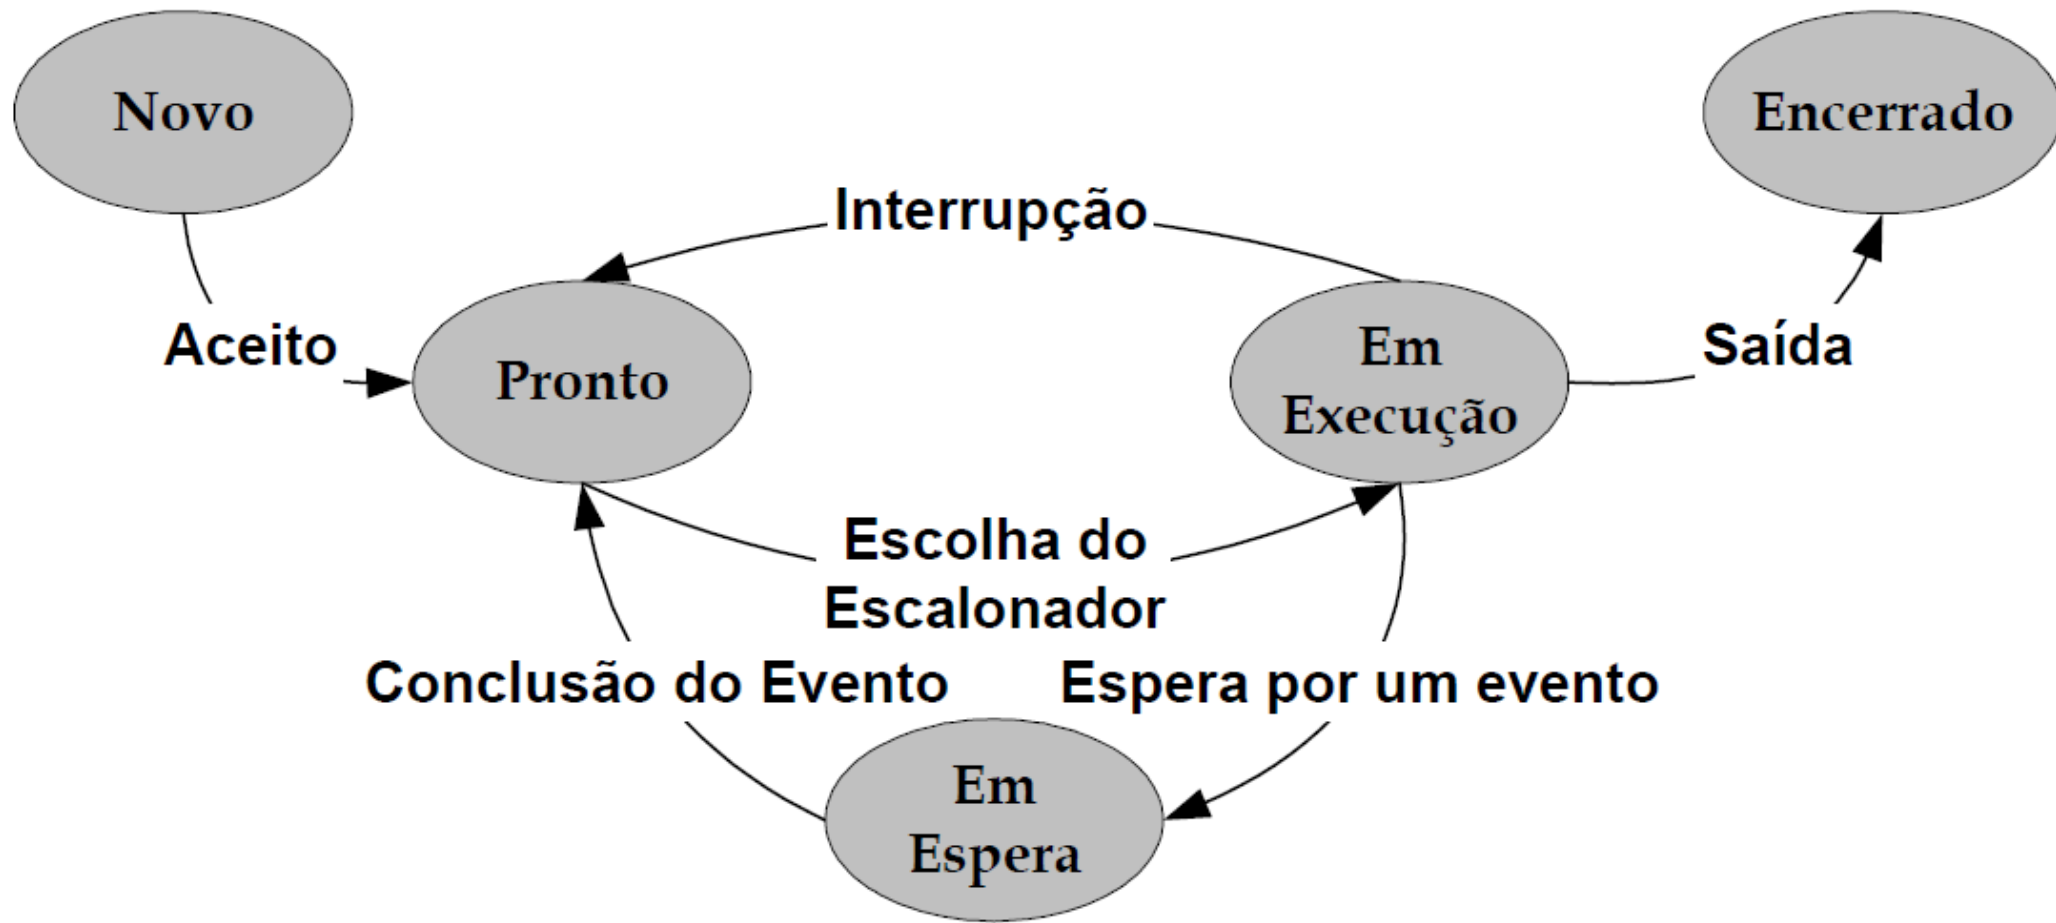 Novo
Encerrado
Interrupção
Aceito
Pronto
Em
Execução
Saída
Escolha do
Escalonador
Conclusão do Evento
Espera por um evento
Em
Espera